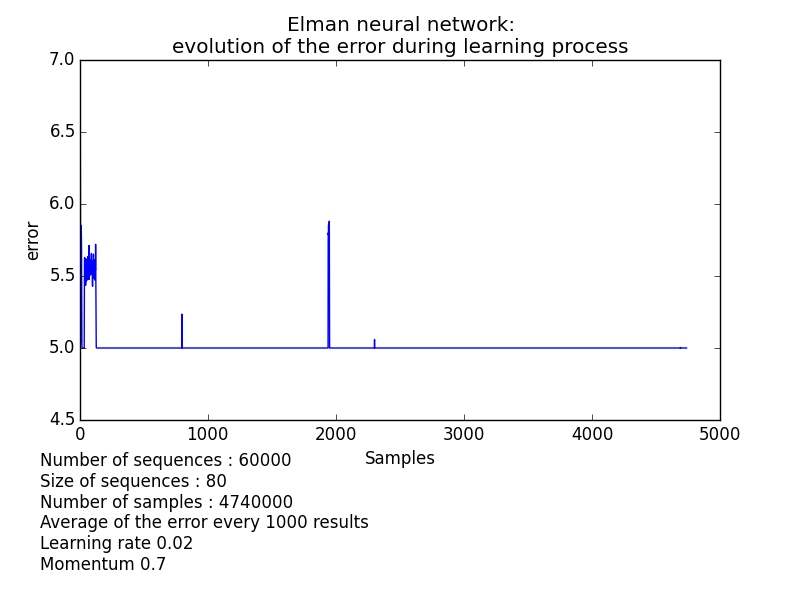 Elman neural network:
evolution of the error during learning process
7.0
6.5
6.0
5.5
5.0
4.5
error
0 1000 2000 3000 4000 5000
Samples
Number of sequences : 60000
Size of sequences : 80
Number of samples : 4740000
Average of the error every 1000 results
Learning rate 0.02
Momentum 0.7